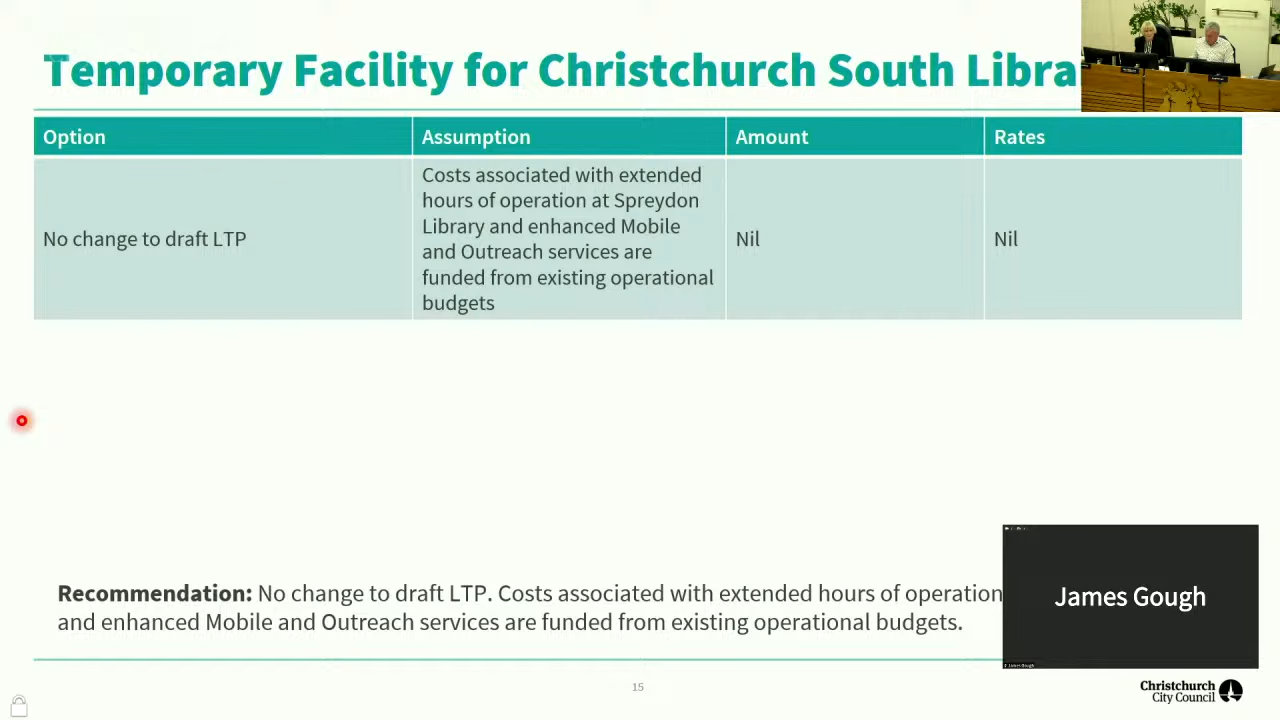 Temporary Facility for Christchurch South Libra
Option
Assumption
Amount
Rates
No change to draft LTP
Costs associated with extended
hours of operation at Spreydon
Library and enhanced Mobile
and Outreach services are
funded from existing operational
budgets
Nil
Nil
Recommendation: No change to draft LTP. Costs associated with extended hours of operation
and enhanced Mobile and Outreach services are funded from existing operational budgets.
James Gough
James Gough
15
Christchurch
City Council